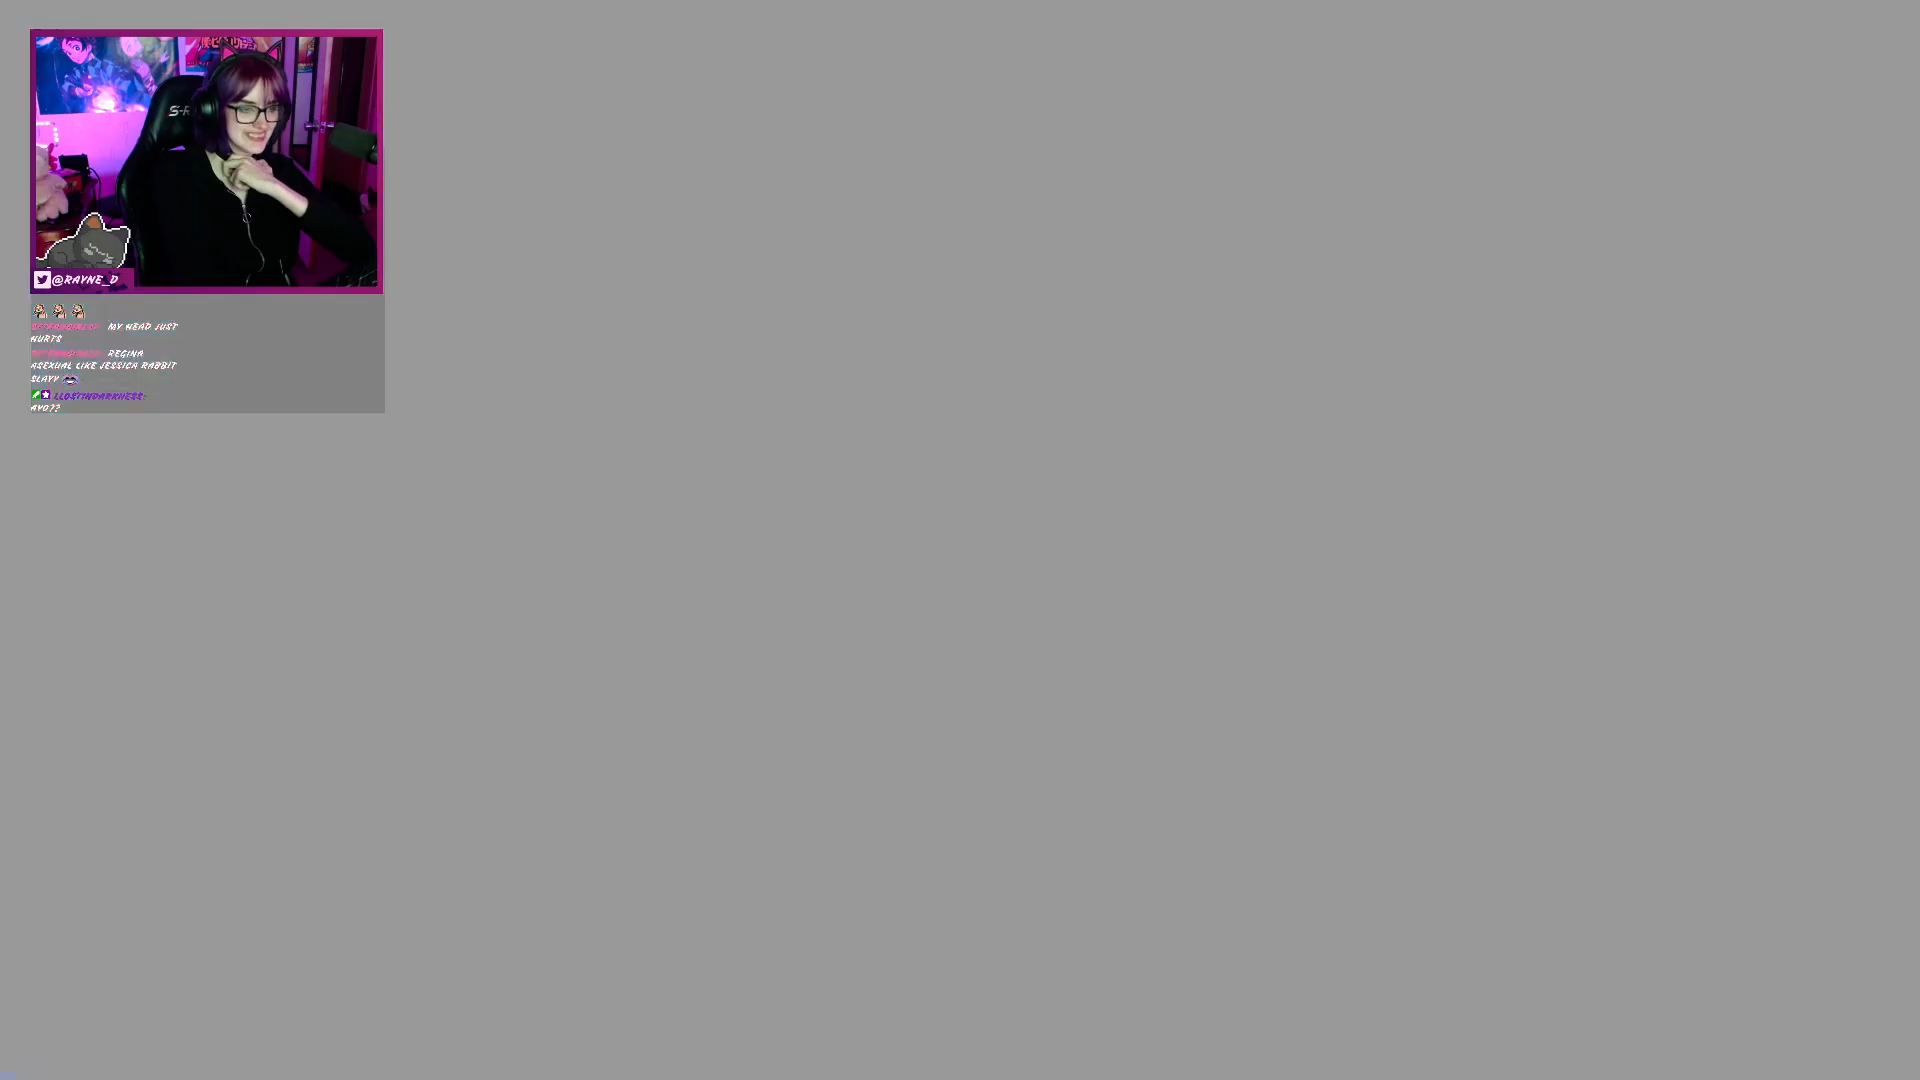 S-R
@RAYNE_D
MY HEAD JUST
HURTS
REGINA
ASEXUAL LIKE JESSICA RABBIT
SLAYY
LLOSTINDARKNESS:
AYO??